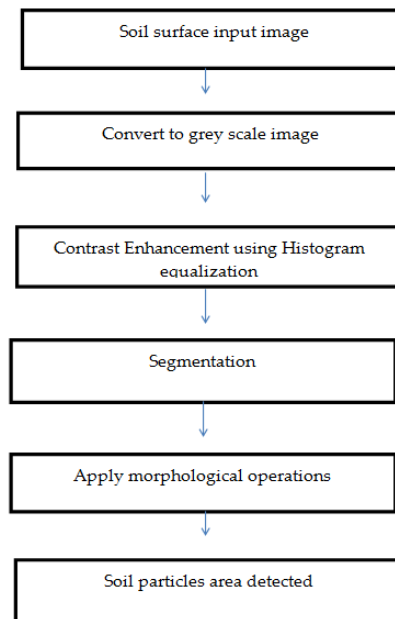 Soil surface input image
Convert to grey scale image
Contrast Enhancement using Histogram
equalization
Segmentation
Apply morphological operations
Soil particles area detected